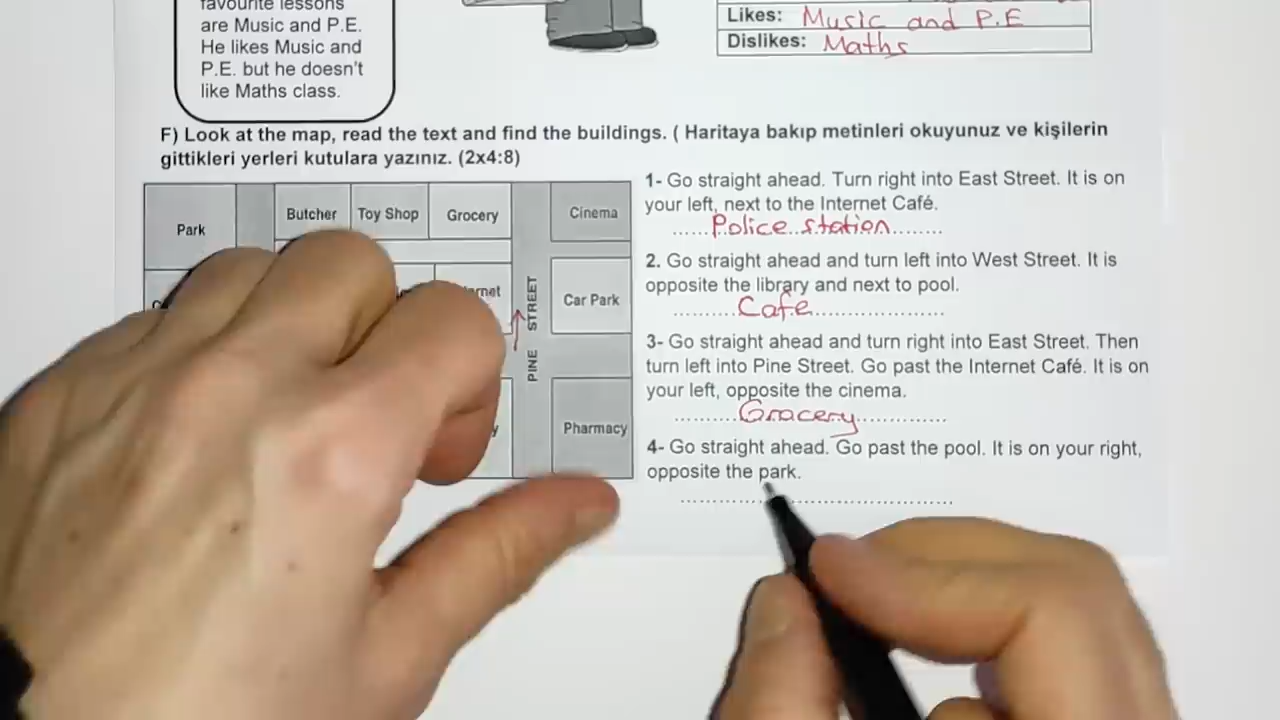 favourite lessons
are Music and P.E.
He likes Music and
P.E. but he doesn't
like Maths class.
Likes: Music and P.E
Dislikes: Maths
F) Look at the map, read the text and find the buildings. ( Haritaya bakıp metinleri okuyunuz ve kişilerin
gittikleri yerleri kutulara yazınız. (2x4:8)
Park
Butcher
Toy Shop
Grocery
Cinema
PINE STREET
Car Park
Pharmacy
1- Go straight ahead. Turn right into East Street. It is on
your left, next to the Internet Café.
Police station
2. Go straight ahead and turn left into West Street. It is
opposite the library and next to pool.
Cafe
3- Go straight ahead and turn right into East Street. Then
turn left into Pine Street. Go past the Internet Café. It is on
your left, opposite the cinema.
Grocery
4- Go straight ahead. Go past the pool. It is on your right,
opposite the park.